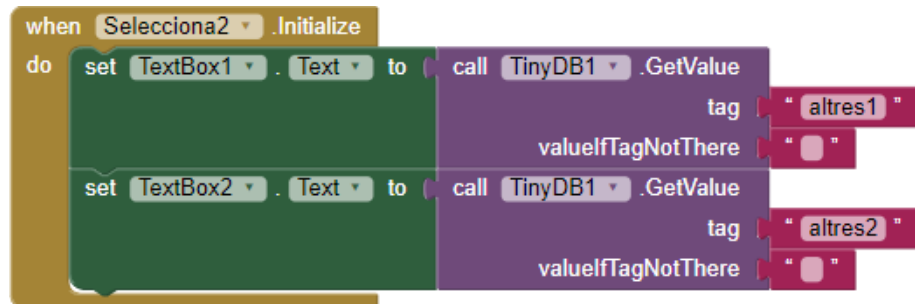 when Selecciona2 .Initialize
do set TextBox1 . Text to call TinyDB1 .GetValue
tag " altres1 "
valueIfTagNotThere " "
set TextBox2 . Text to call TinyDB1 .GetValue
tag " altres2 "
valueIfTagNotThere " "